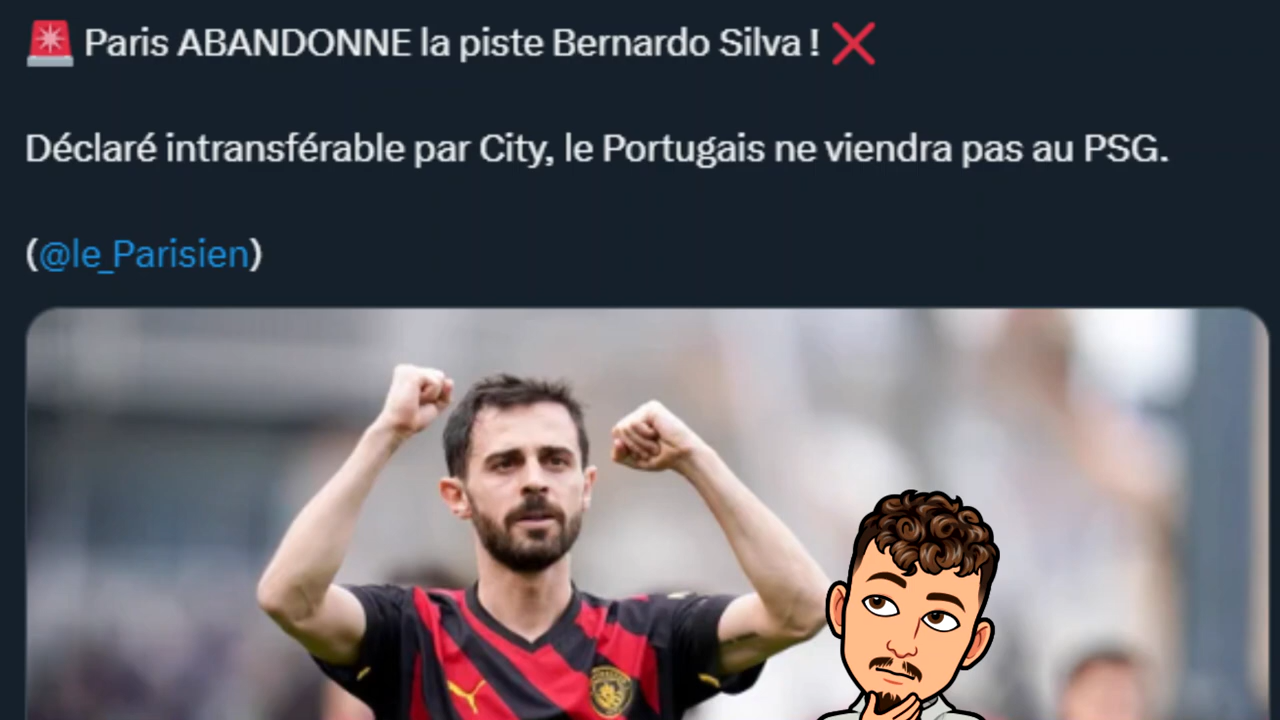 🚨 Paris ABANDONNE la piste Bernardo Silva ! ❌
Déclaré intransférable par City, le Portugais ne viendra pas au PSG.
(@le_Parisien)